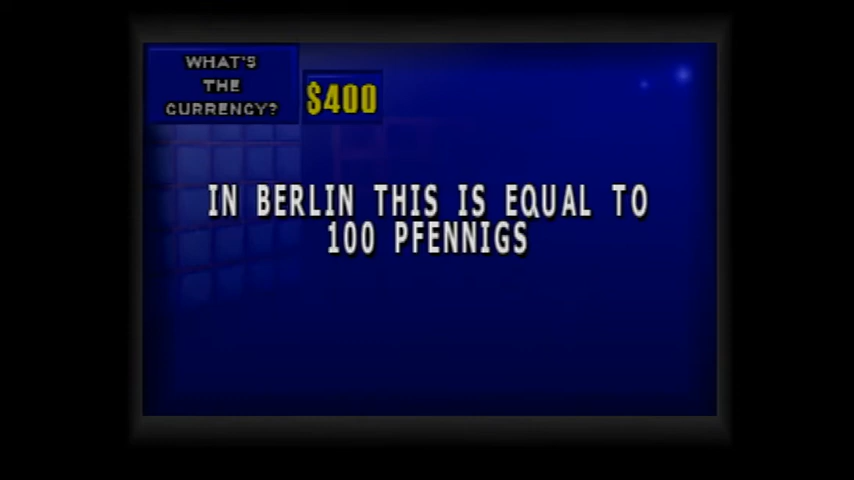 WHAT'S
THE
CURRENCY?
$400
IN BERLIN THIS IS EQUAL TO
100 PFENNIGS